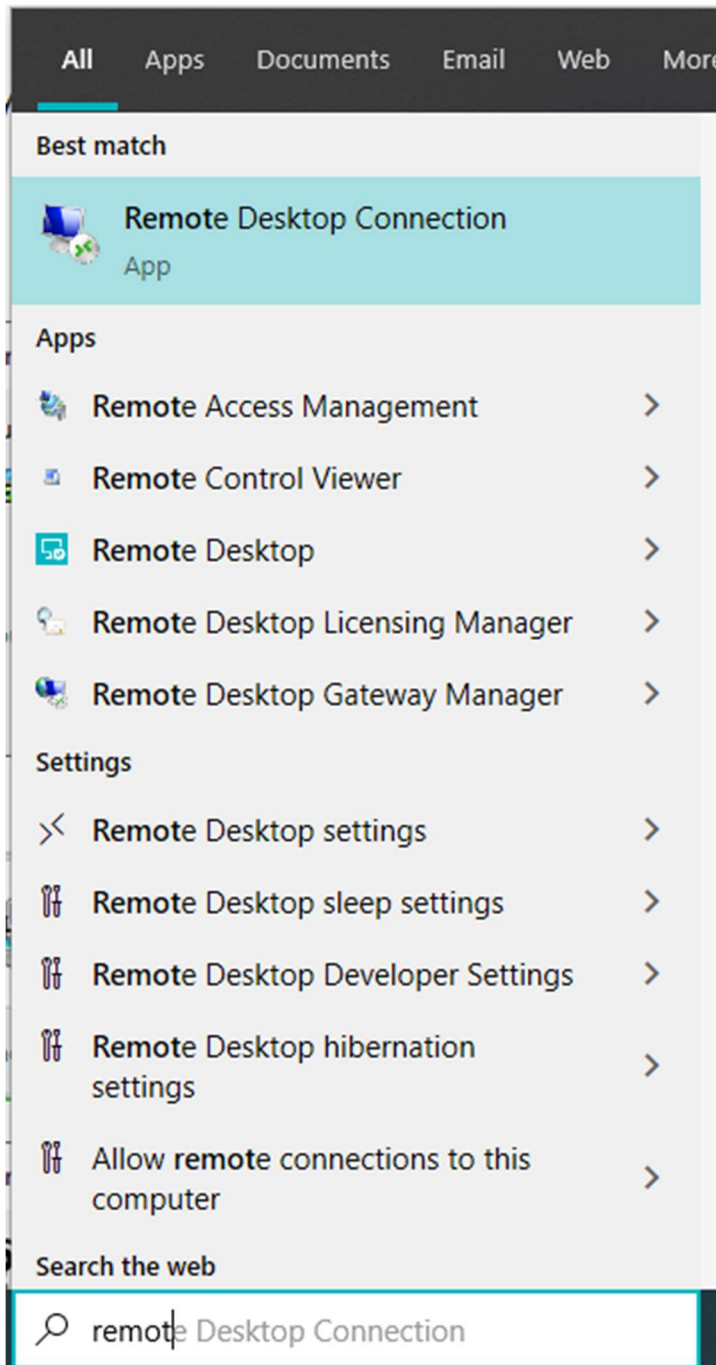 All Apps Documents Email Web More
Best match
Remote Desktop Connection
App
Apps
Remote Access Management
Remote Control Viewer
Remote Desktop
Remote Desktop Licensing Manager
Remote Desktop Gateway Manager
Settings
Remote Desktop settings
Remote Desktop sleep settings
Remote Desktop Developer Settings
Remote Desktop hibernation
settings
Allow remote connections to this
computer
Search the web
remote Desktop Connection